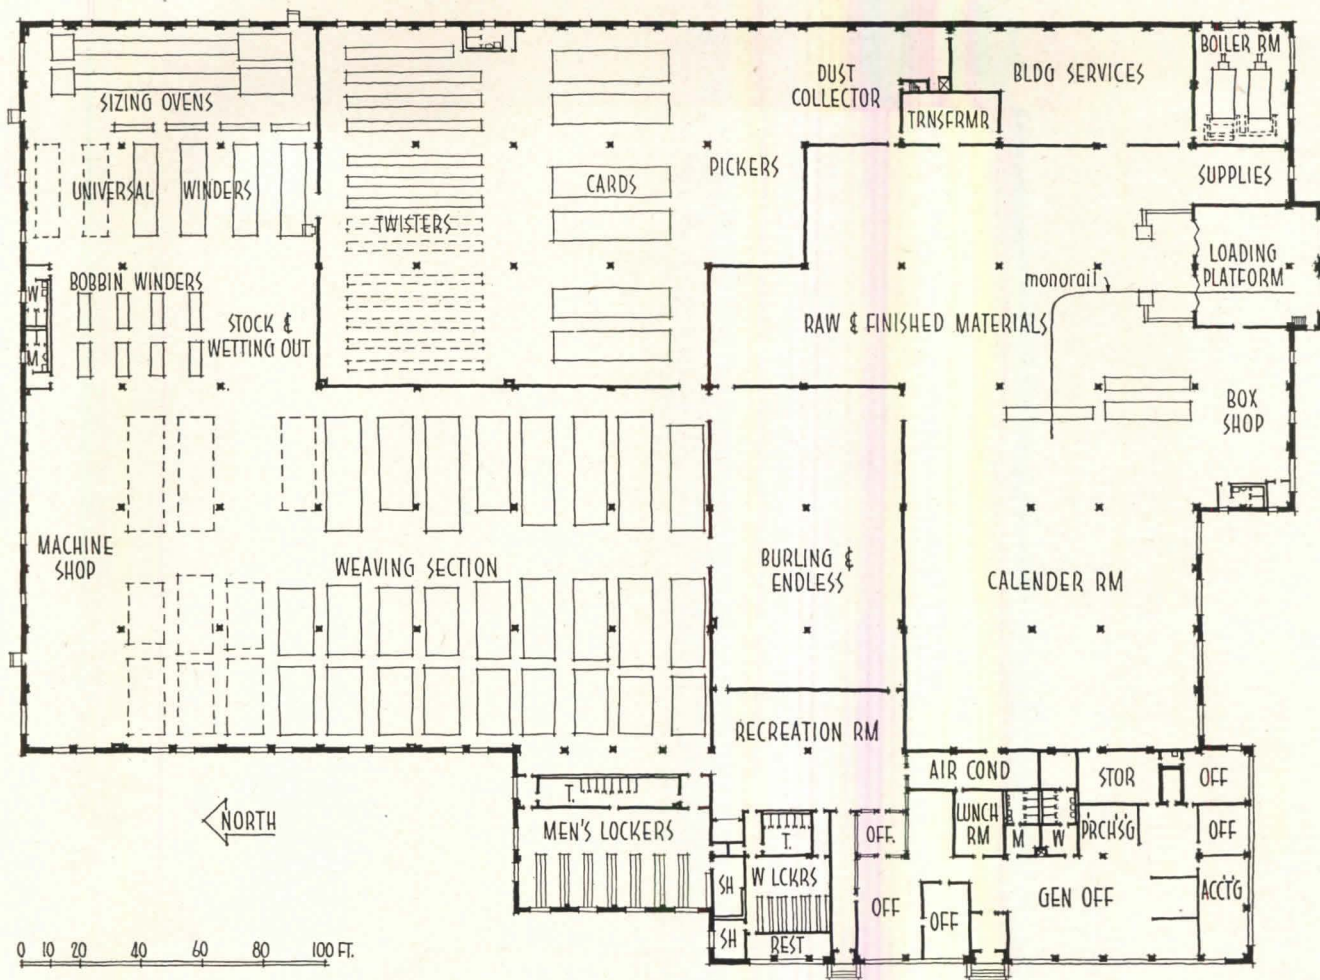 BOILER RM
SIZING OVENS
DUST
COLLECTOR
BLDG SERVICES
TRNSFRMR
UNIVERSAL WINDERS
TWISTERS
CARDS
PICKERS
SUPPLIES
BOBBIN WINDERS
W
M
STOCK &
WETTING OUT
LOADING
PLATFORM
monorail
RAW & FINISHED MATERIALS
BOX
SHOP
MACHINE
SHOP
WEAVING SECTION
BURLING &
ENDLESS
CALENDER RM
RECREATION RM
NORTH
T.
MEN'S LOCKERS
AIR COND
STOR
OFF
LUNCH
RM
M
W
PRCHS'G
OFF
OFF.
T.
SH
W LCKRS
OFF
OFF
GEN OFF
ACCT'G
SH
REST
0 10 20 40 60 80 100 FT.